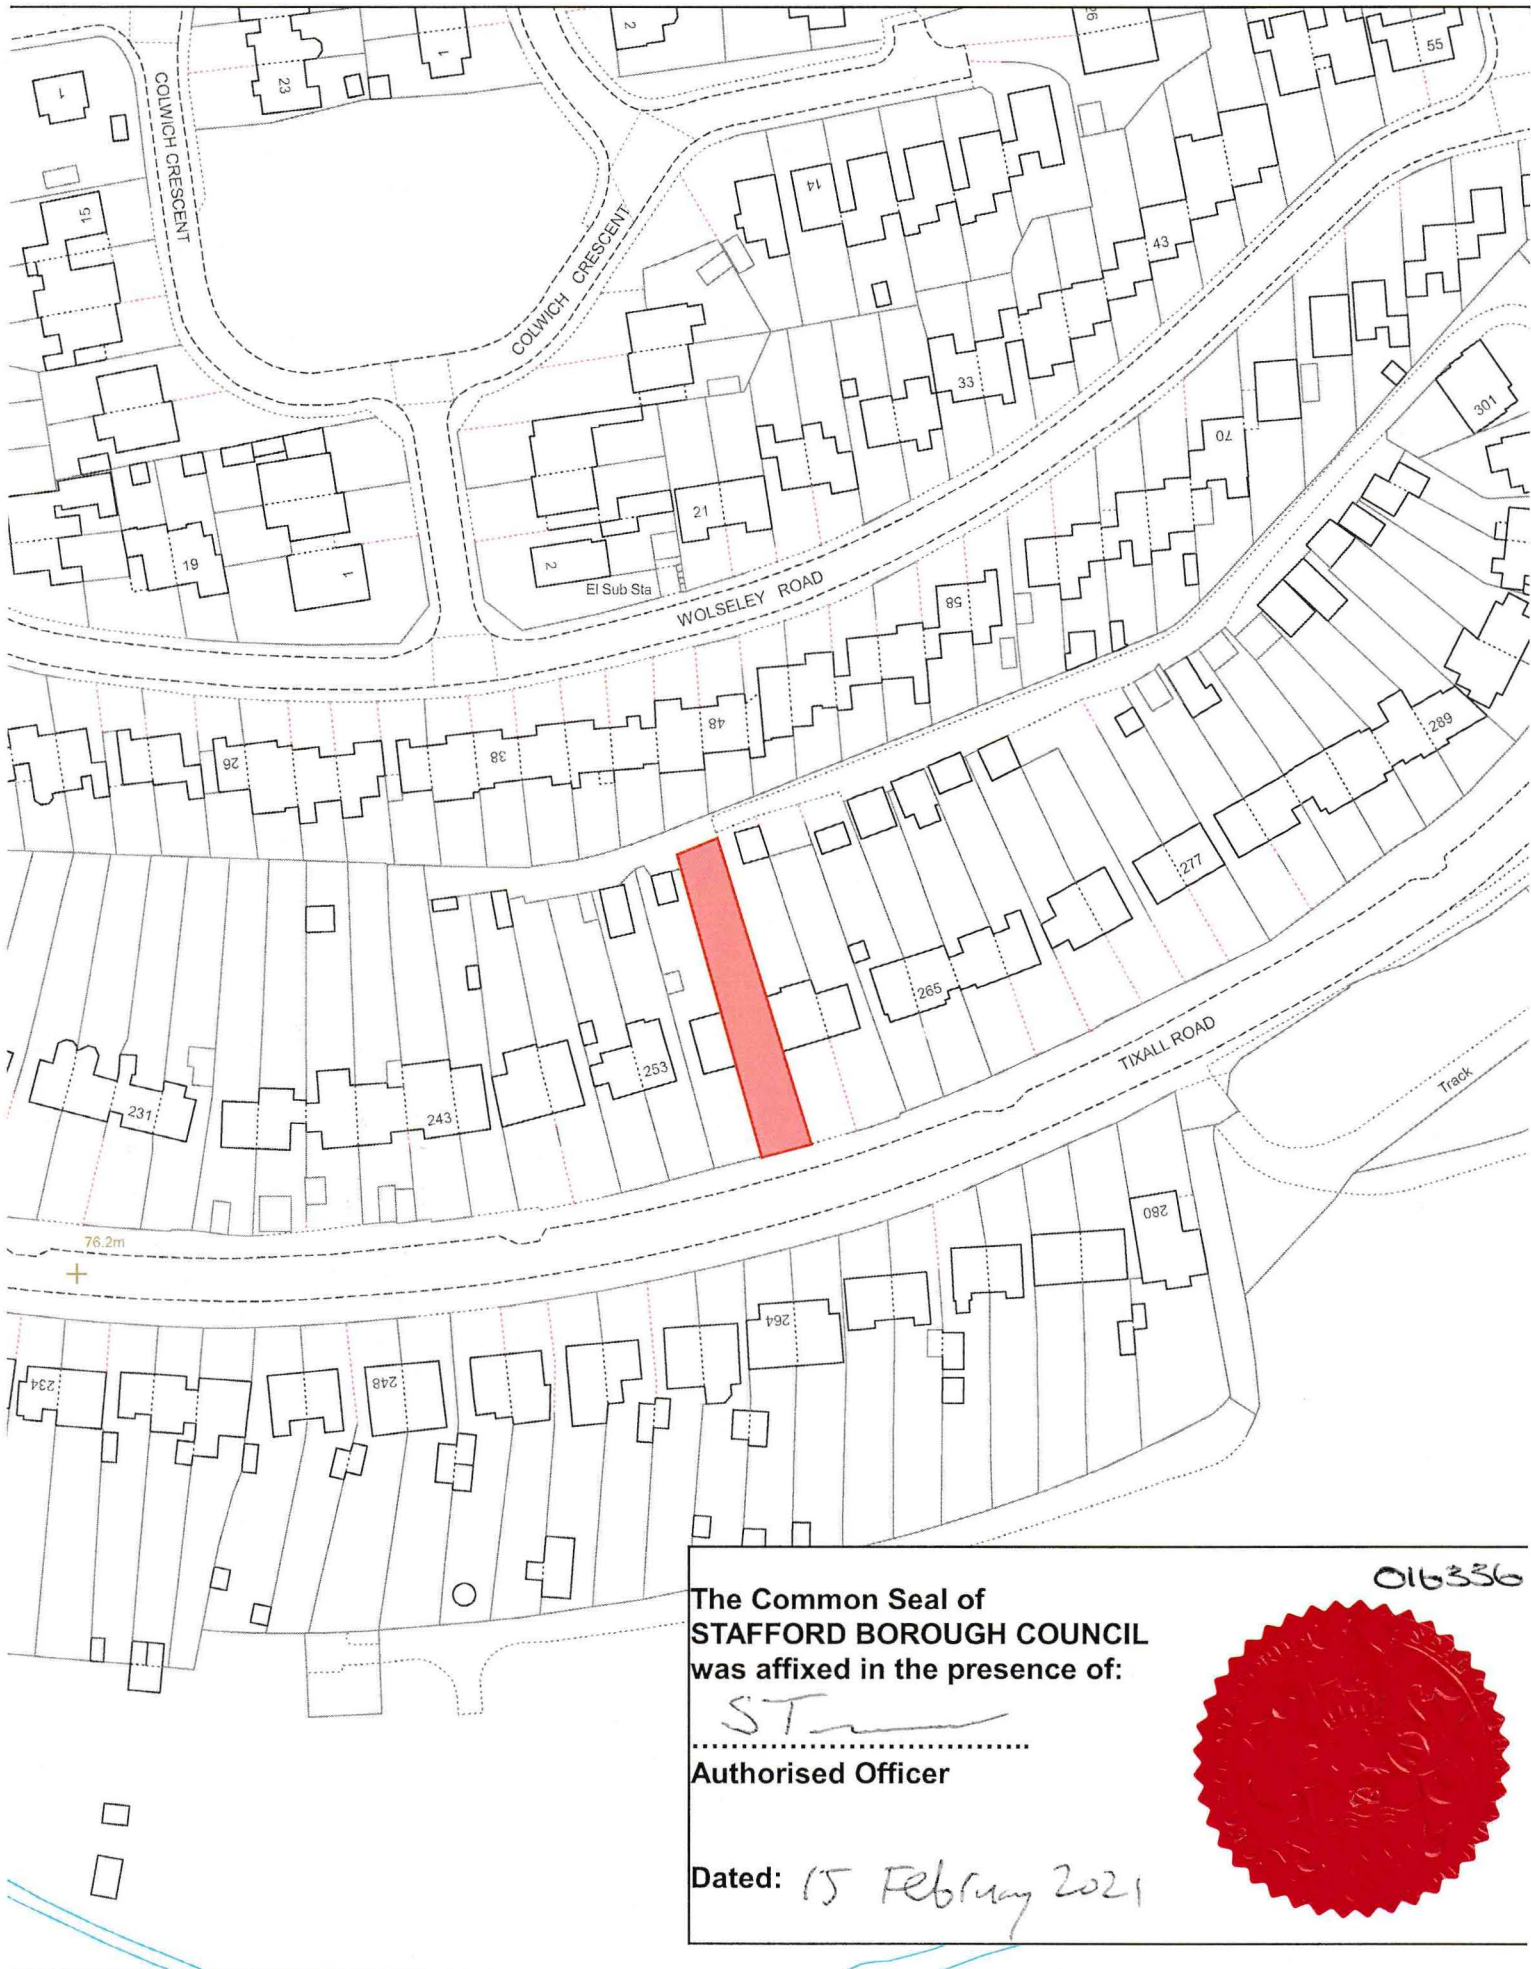 2
26
55
23
1
1
COLWICH CRESCENT
15
14
43
COLWICH CRESCENT
33
301
70
21
19
1
2
El Sub Sta
WOLSELEY ROAD
58
48
26
38
289
277
265
253
231
243
TIXALL ROAD
Track
280
76.2m
264
234
248
016336
The Common Seal of
STAFFORD BOROUGH COUNCIL
was affixed in the presence of:
Authorised Officer
Dated: 15 February 2021